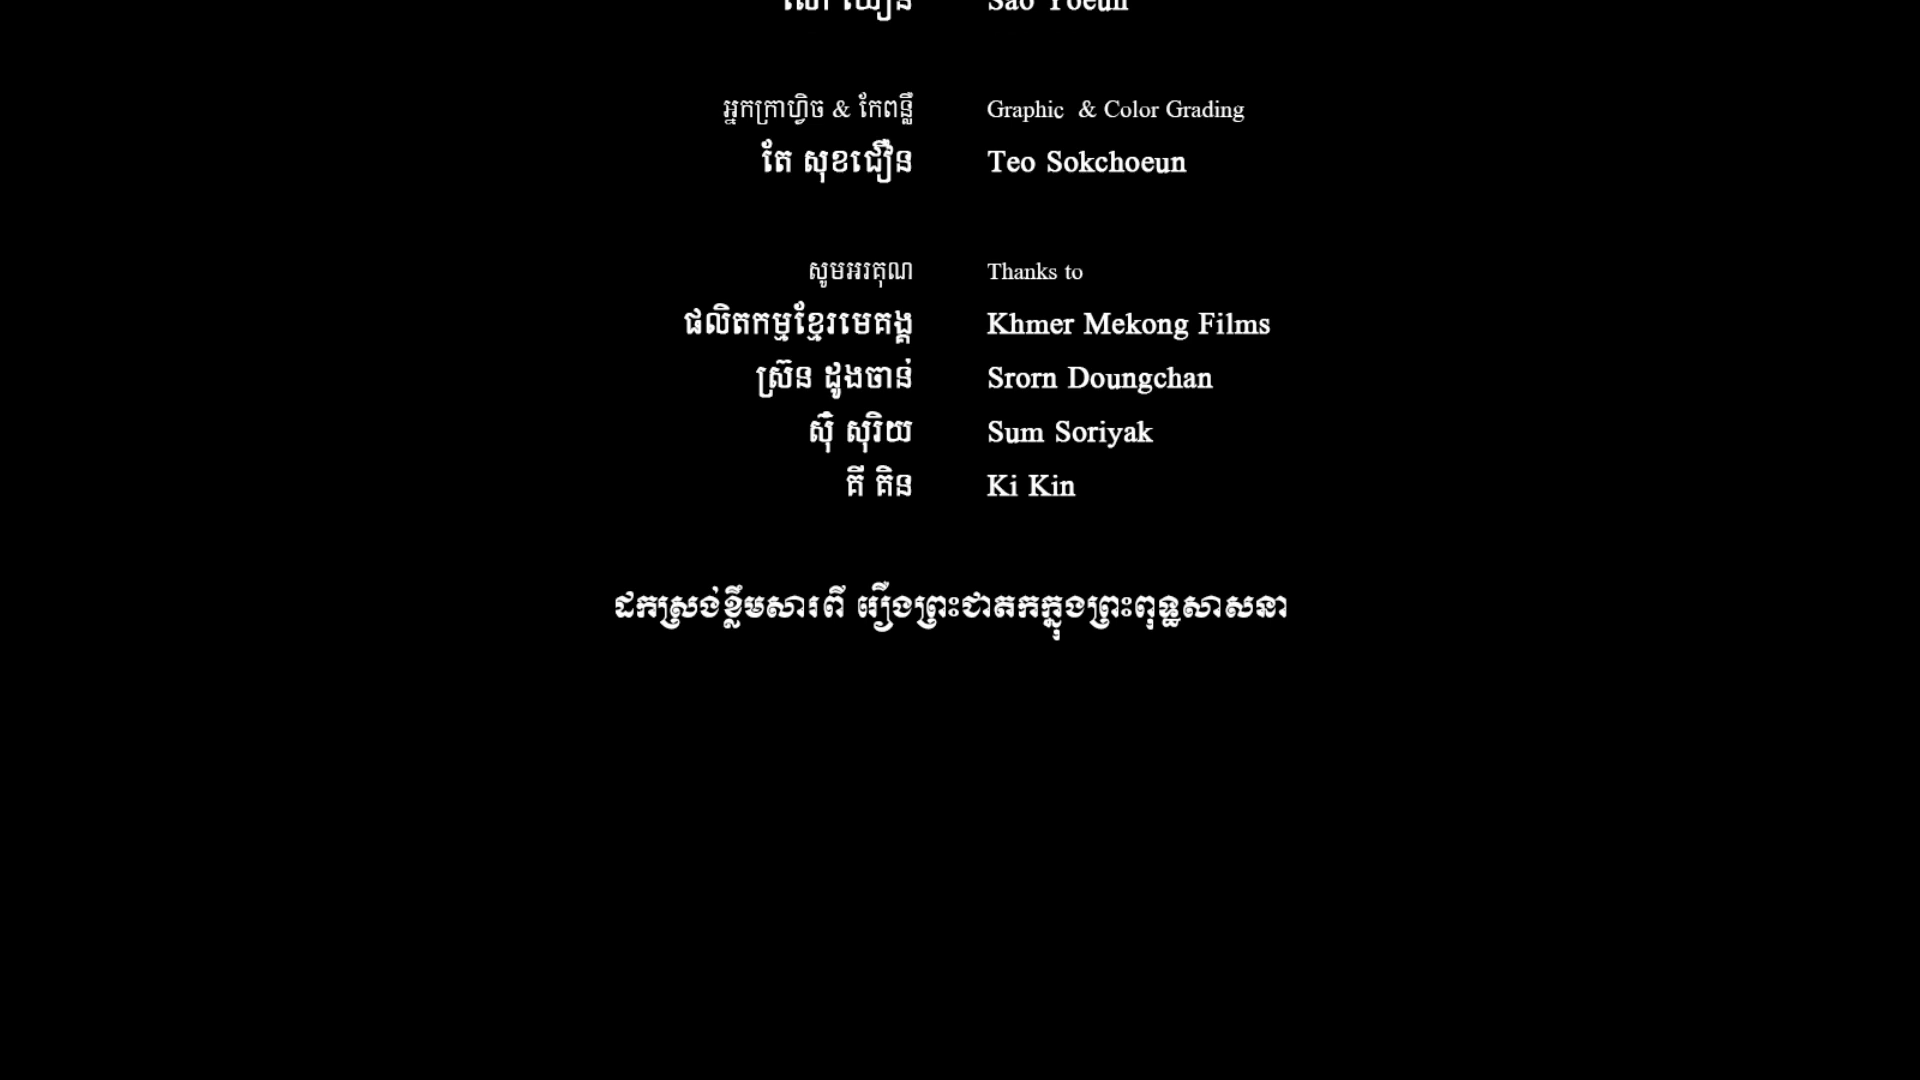 សៅ យឿន Sao Yoeun
អ្នកក្រាហ្វិច & កែពន្លឺ Graphic & Color Grading
តែ សុខជឿន Teo Sokchoeun
សូមអរគុណ Thanks to
ផលិតកម្មខ្មែរមេគង្គ Khmer Mekong Films
ស្រ៊ន ដួងចាន់ Srorn Doungchan
ស៊ុំ សុរិយ Sum Soriyak
គី គិន Ki Kin
ដកស្រង់ខ្លឹមសារពី រឿងព្រះជាតកក្នុងព្រះពុទ្ធសាសនា